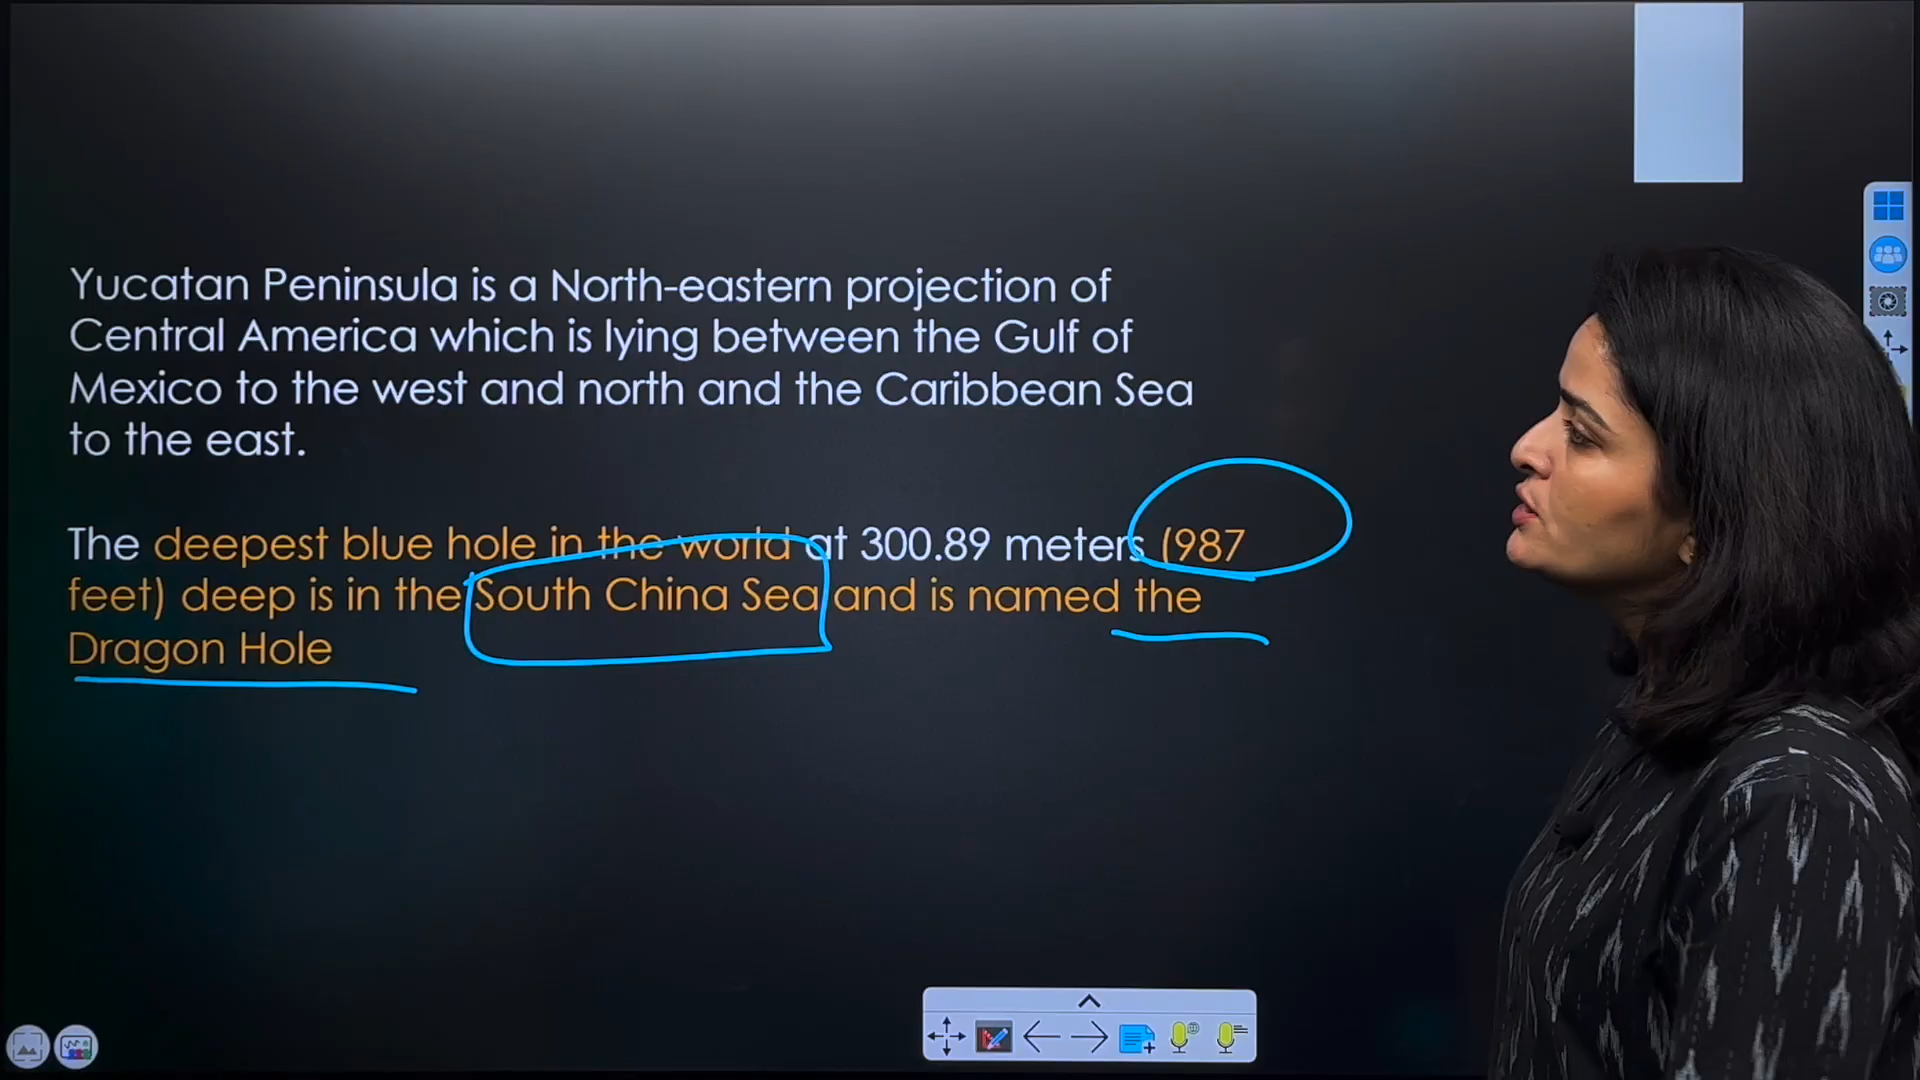 Yucatan Peninsula is a North-eastern projection of
Central America which is lying between the Gulf of
Mexico to the west and north and the Caribbean Sea
to the east.
The deepest blue hole in the world at 300.89 meters (987
feet) deep is in the South China Sea and is named the
Dragon Hole